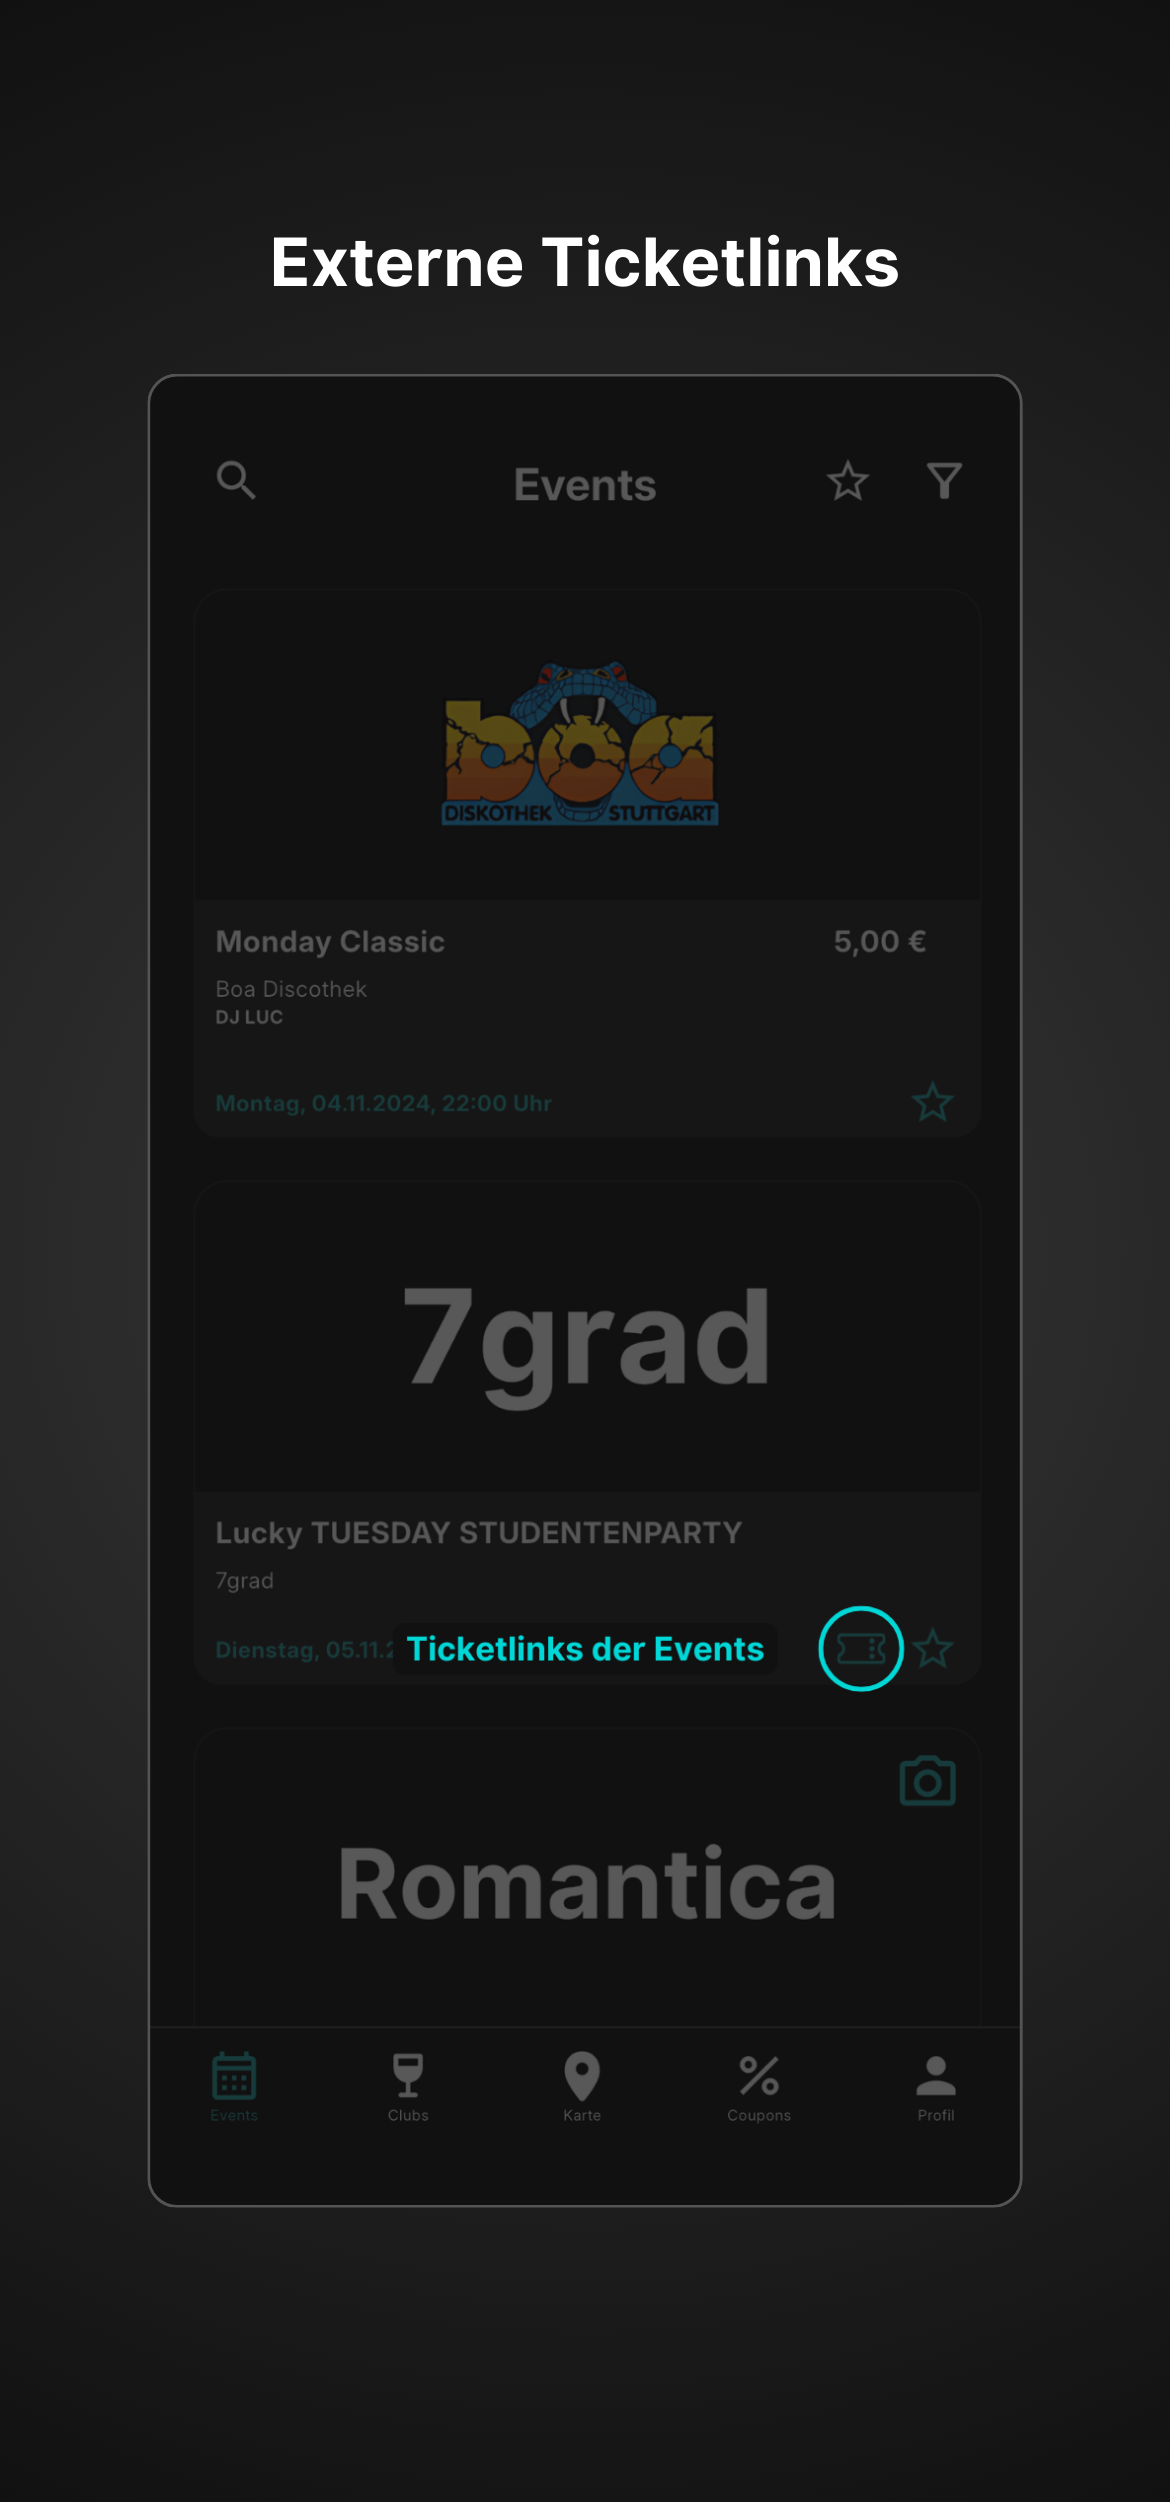 Externe Ticketlinks
Events
boa
DISKOTHEK STUTTGART
Monday Classic 5,00 €
Boa Discothek
DJ LUC
Montag, 04.11.2024, 22:00 Uhr
7grad
Lucky TUESDAY STUDENTENPARTY
7grad
Dienstag, 05.11.2
Ticketlinks der Events
Romantica
Events Clubs Karte Coupons Profil